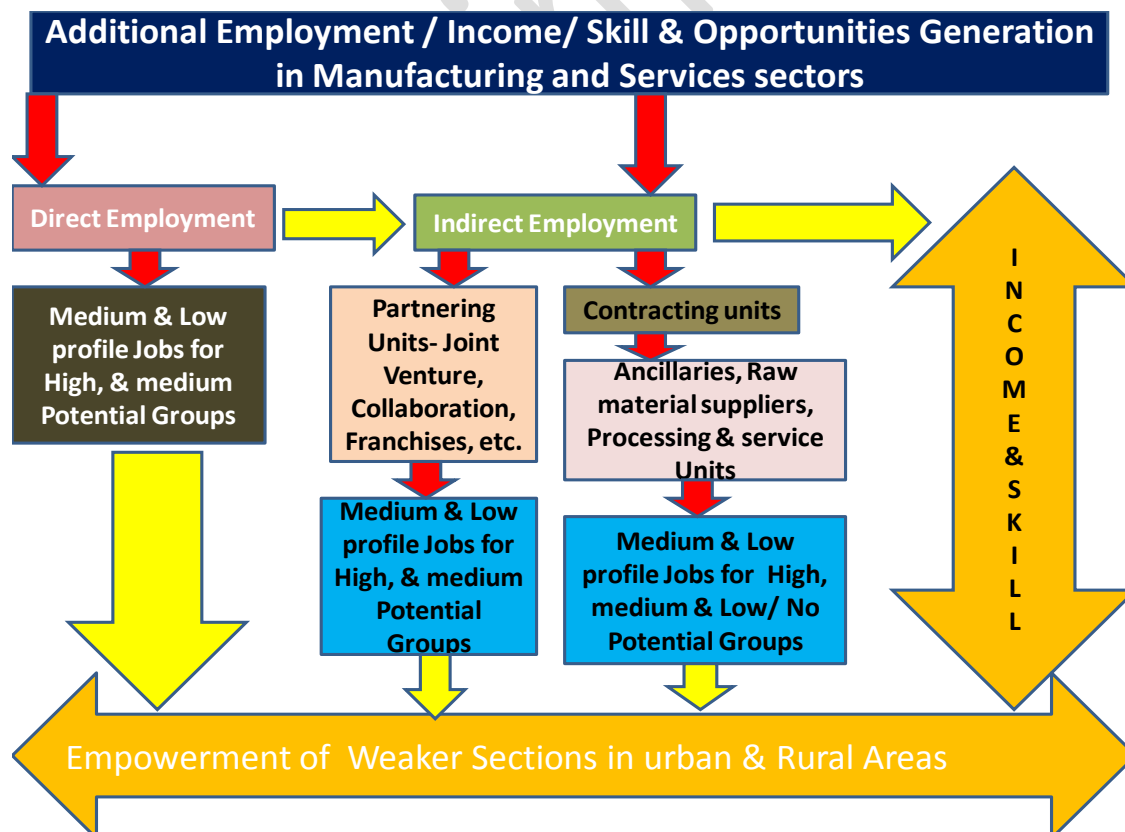 Additional Employment / Income/ Skill & Opportunities Generation
in Manufacturing and Services sectors
Direct Employment
Indirect Employment
Medium & Low
profile Jobs for
High, & medium
Potential Groups
Partnering
Units- Joint
Venture,
Collaboration,
Franchises, etc.
Contracting units
Ancillaries, Raw
material suppliers,
Processing & service
Units
Medium & Low
profile Jobs for
High, & medium
Potential
Groups
Medium & Low
profile Jobs for High,
medium & Low/ No
Potential Groups
I
N
C
O
M
E
&
S
K
I
L
L
Empowerment of Weaker Sections in urban & Rural Areas